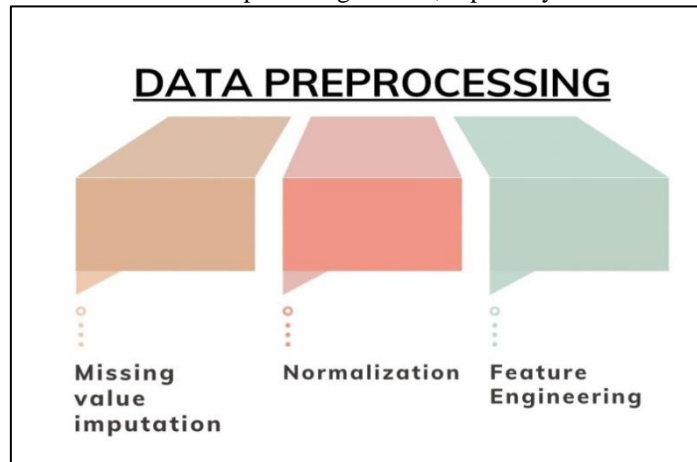 DATA PREPROCESSING
Missing
value
imputation
Normalization
Feature
Engineering